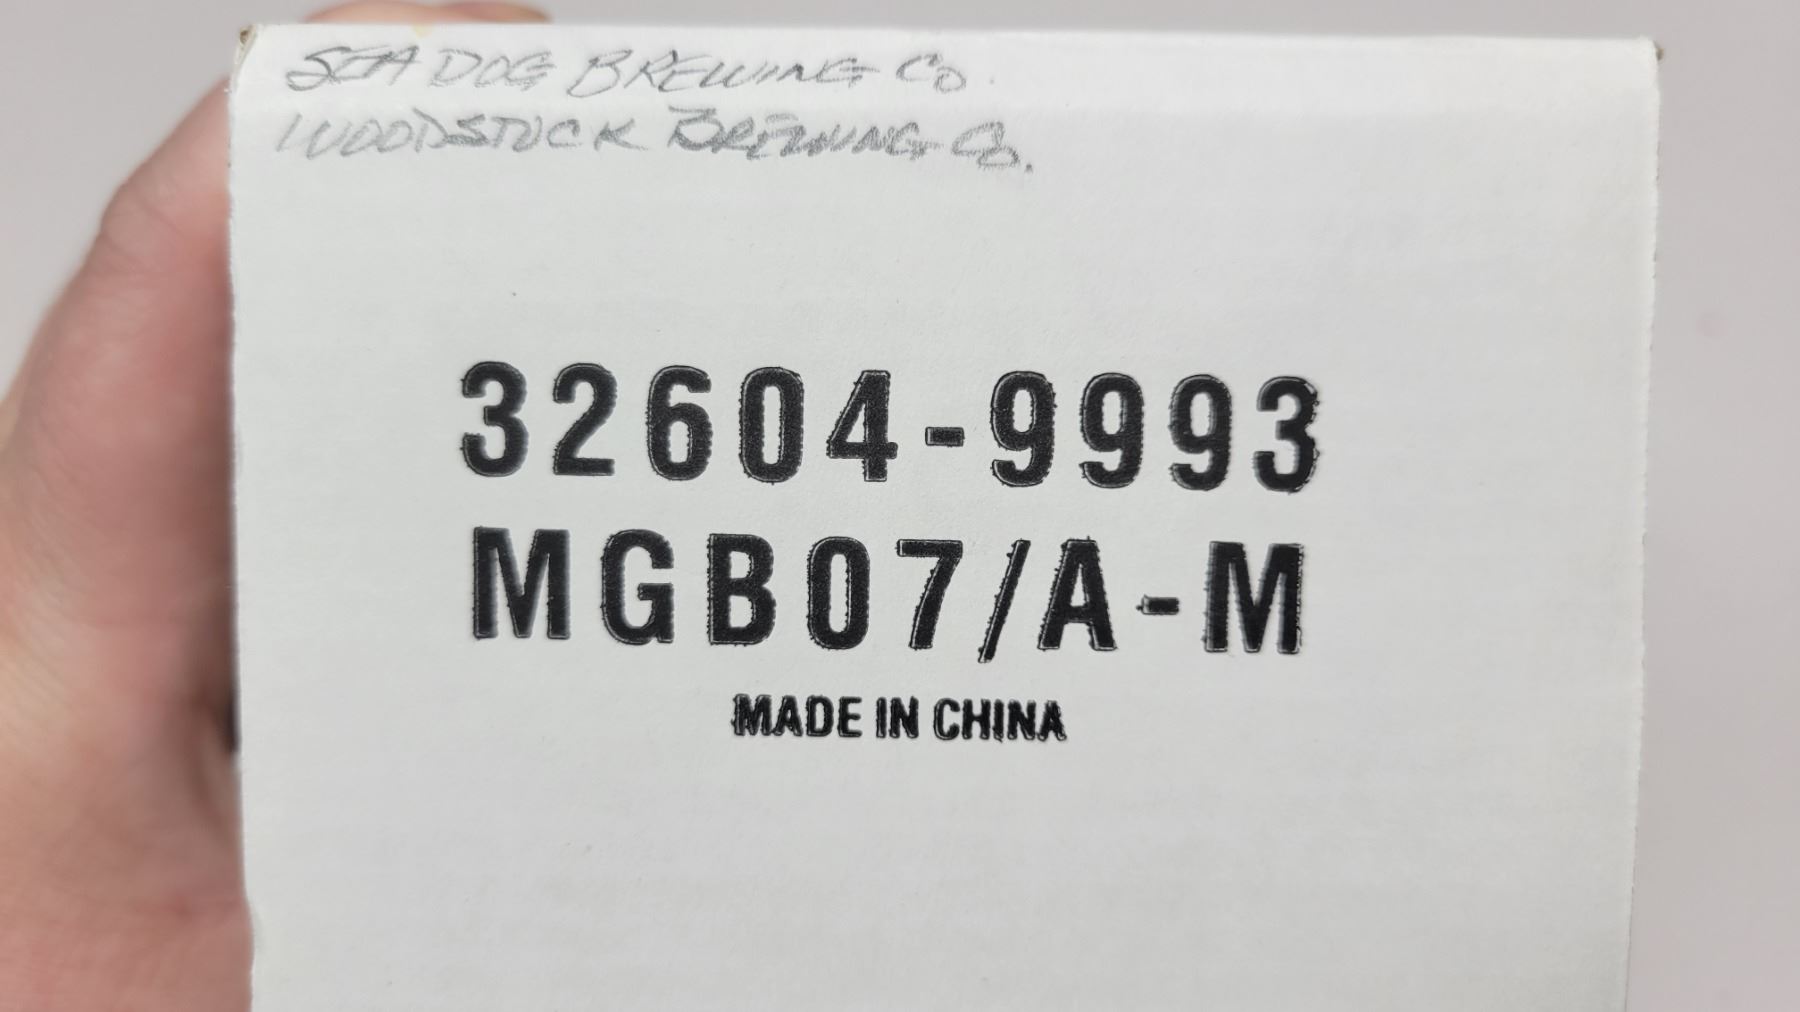 SEA DOG BREWING CO.
WOODSTOCK BREWING CO.
32604-9993
MGB07/A-M
MADE IN CHINA